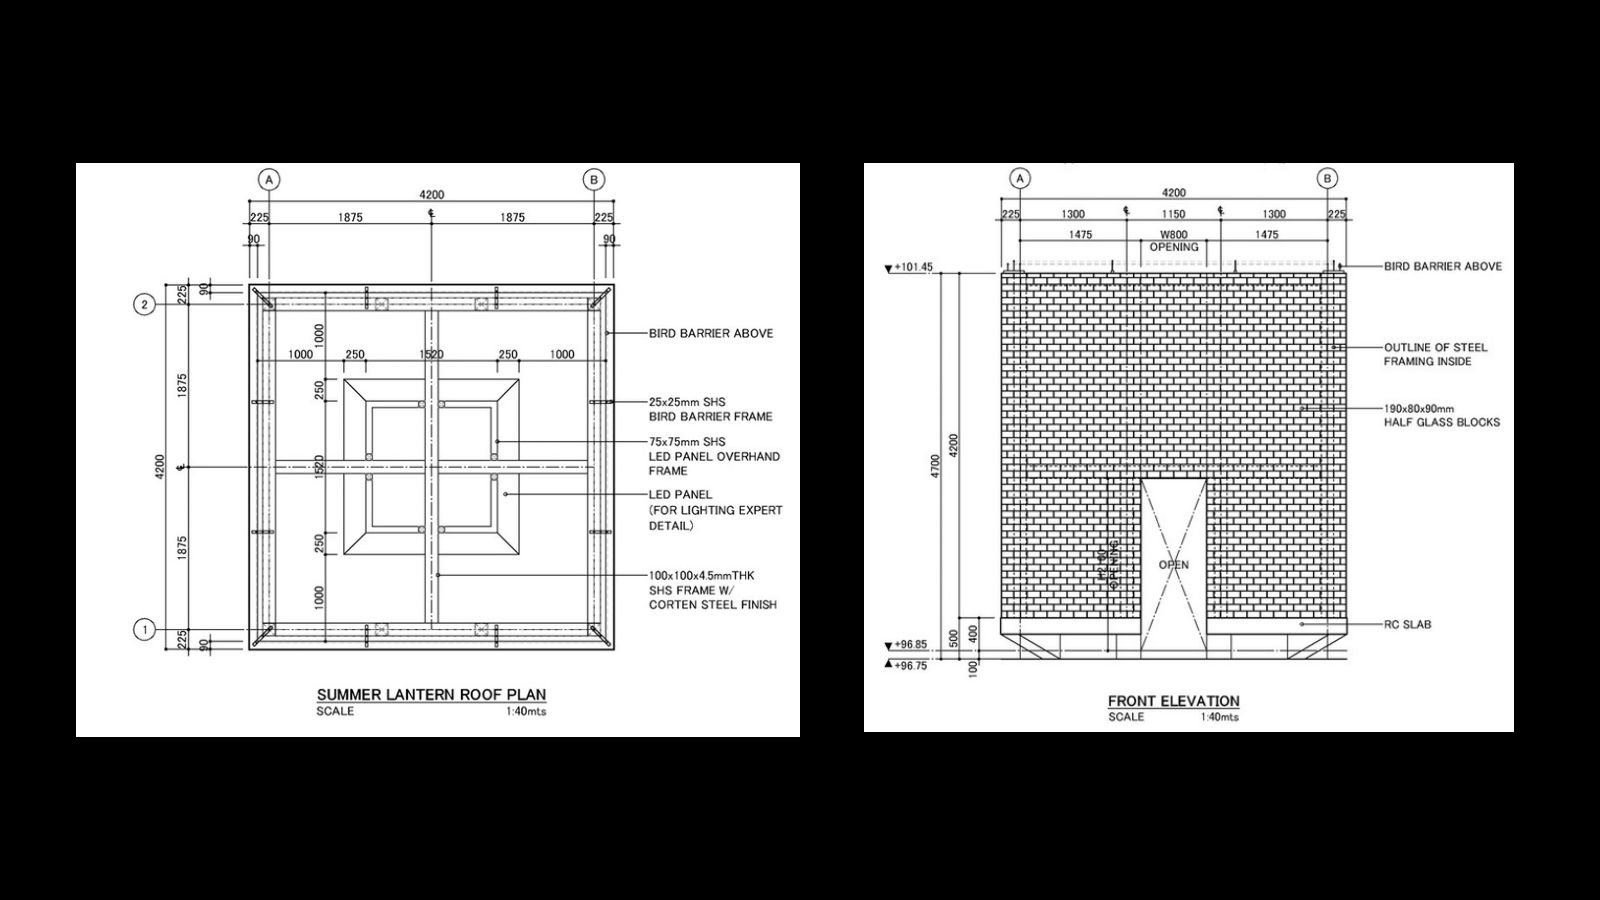 A
B
4200
225
1875
1875
225
90
90
2
225
90
1000
BIRD BARRIER ABOVE
1000
250
1520
250
1000
1875
250
25x25mm SHS
BIRD BARRIER FRAME
75x75mm SHS
LED PANEL OVERHAND
FRAME
4200
1520
LED PANEL
(FOR LIGHTING EXPERT
DETAIL)
1875
250
100x100x4.5mmTHK
SHS FRAME W/
CORTEN STEEL FINISH
1000
1
225
90
SUMMER LANTERN ROOF PLAN
SCALE 1:40mts
A
B
4200
225
1300
1150
1300
225
1475
W800
1475
OPENING
+101.45
BIRD BARRIER ABOVE
OUTLINE OF STEEL
FRAMING INSIDE
190x80x90mm
HALF GLASS BLOCKS
4700
4200
OPENING
OPEN
RC SLAB
500
400
+96.85
+96.75
100
FRONT ELEVATION
SCALE 1:40mts